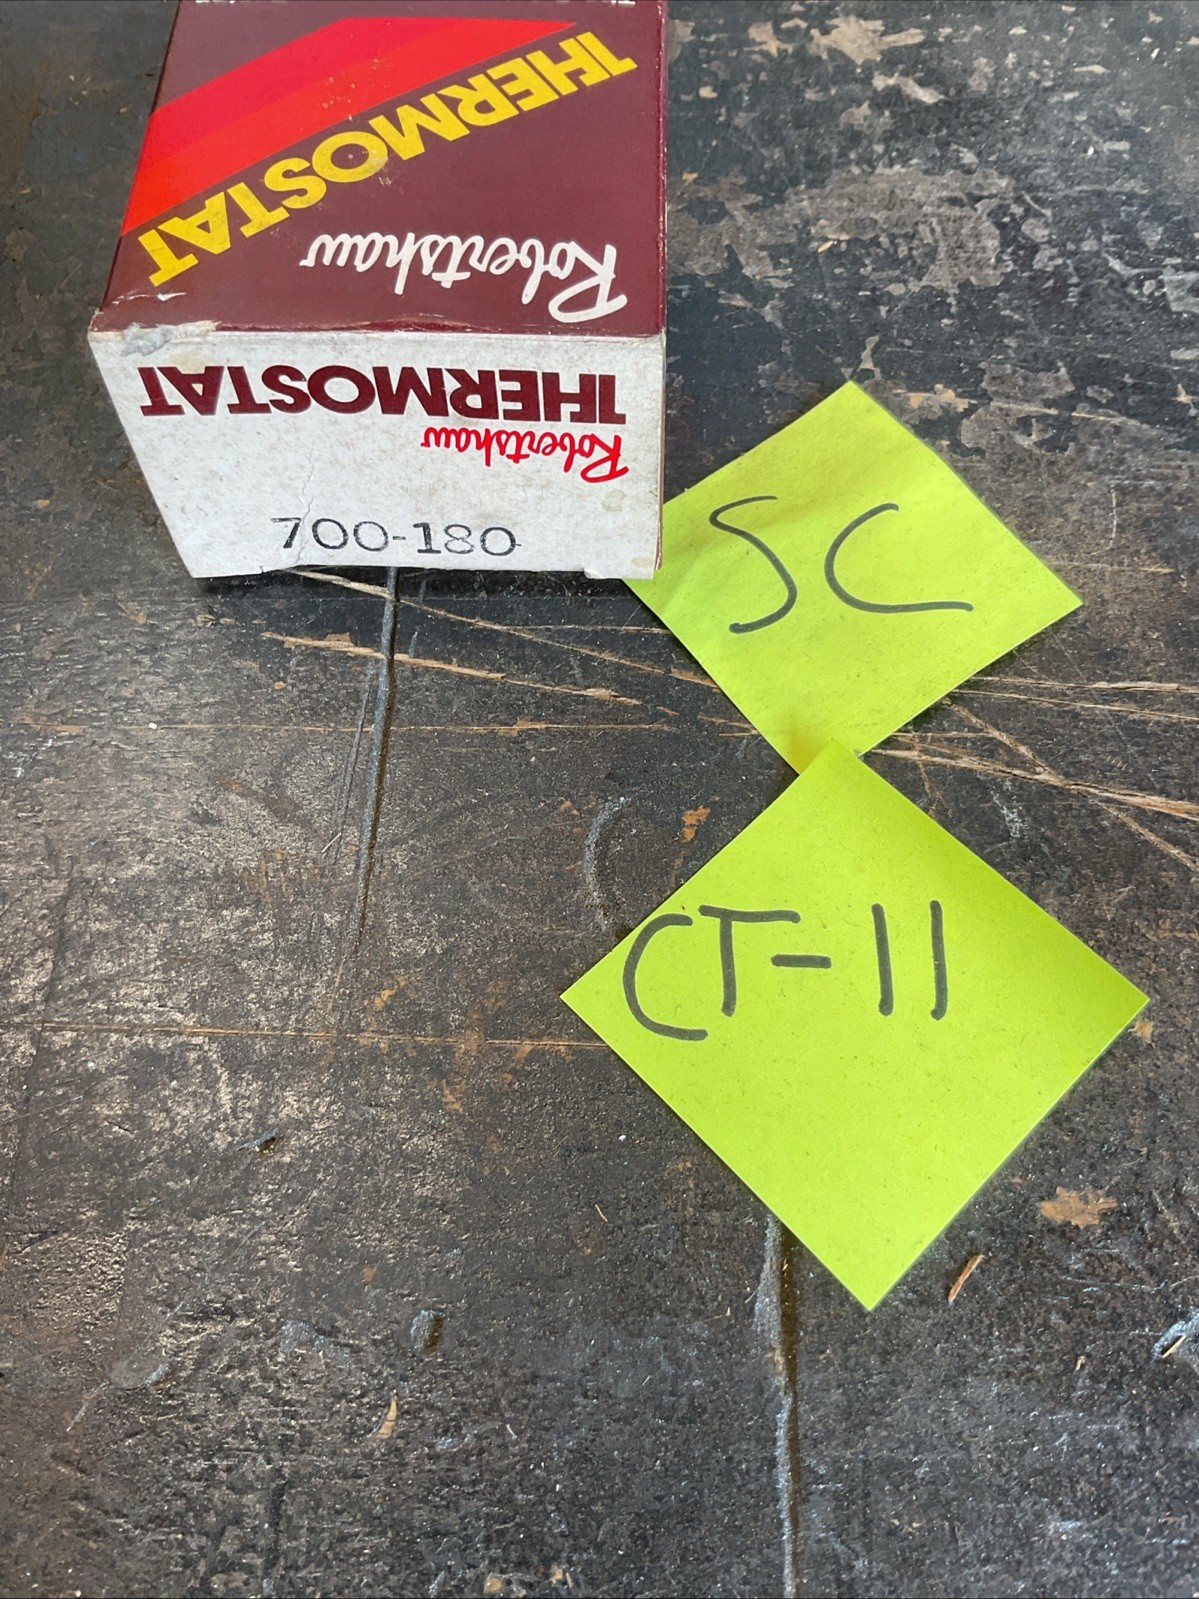 THERMOSTAT
Robertshaw
THERMOSTAT
Robertshaw
700-180
SC
CT-11